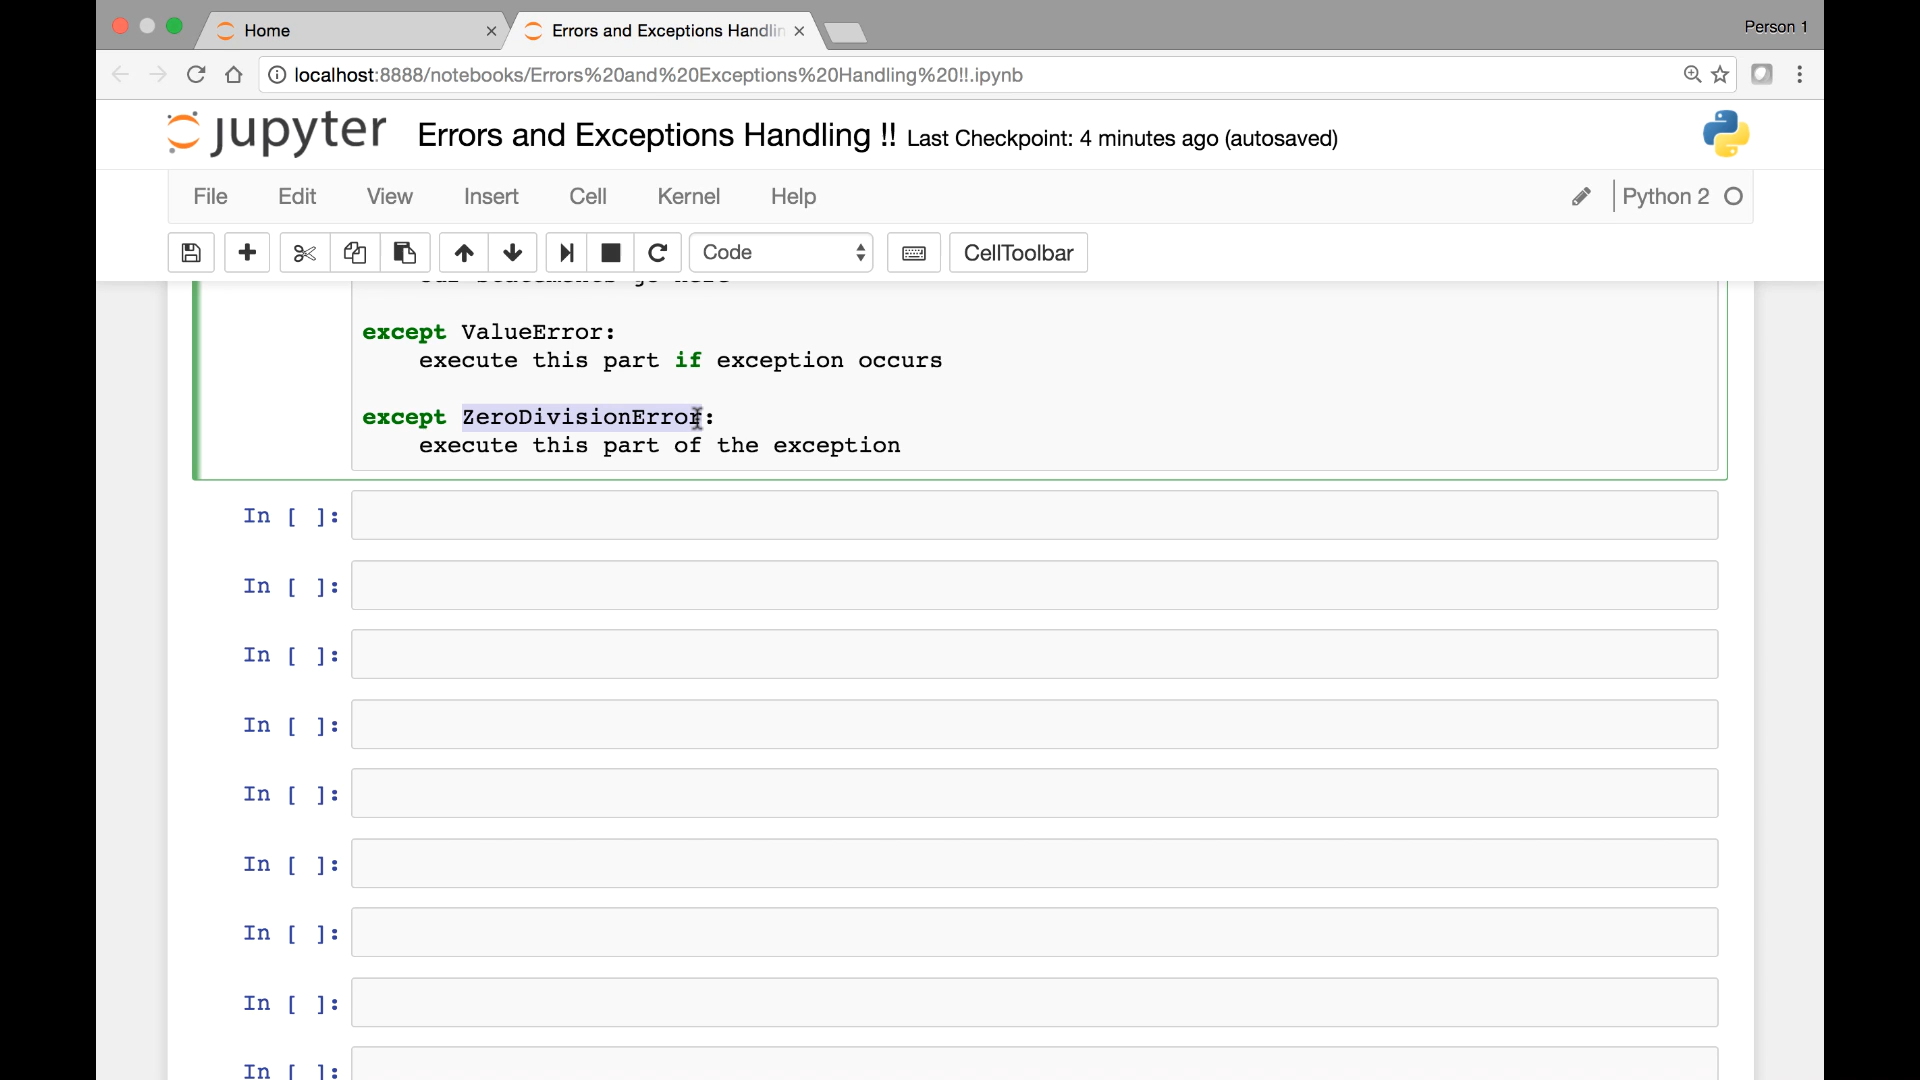 Home
Errors and Exceptions Handlin
Person 1
localhost:8888/notebooks/Errors%20and%20Exceptions%20Handling%20!!.ipynb
jupyter Errors and Exceptions Handling !! Last Checkpoint: 4 minutes ago (autosaved)
File Edit View Insert Cell Kernel Help Python 2
Code CellToolbar
except ValueError:
execute this part if exception occurs
except ZeroDivisionError:
execute this part of the exception
In [ ]:
In [ ]:
In [ ]:
In [ ]:
In [ ]:
In [ ]:
In [ ]:
In [ ]:
In [ ]: